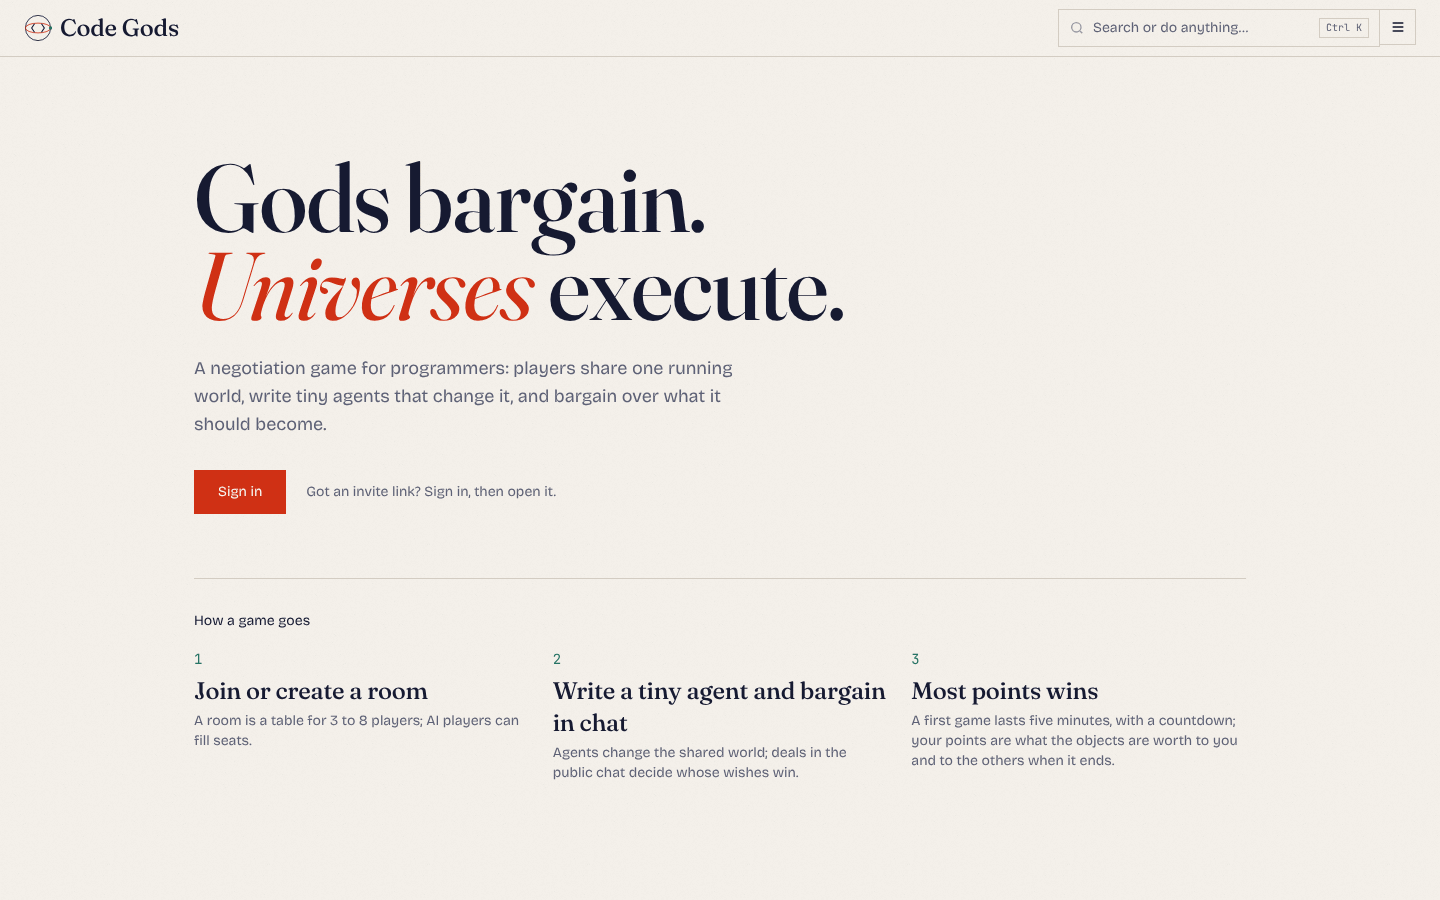 Code Gods
Search or do anything...
Ctrl K
Gods bargain.
Universes execute.
A negotiation game for programmers: players share one running
world, write tiny agents that change it, and bargain over what it
should become.
Sign in
Got an invite link? Sign in, then open it.
How a game goes
1
Join or create a room
A room is a table for 3 to 8 players; AI players can
fill seats.
2
Write a tiny agent and bargain
in chat
Agents change the shared world; deals in the
public chat decide whose wishes win.
3
Most points wins
A first game lasts five minutes, with a countdown;
your points are what the objects are worth to you
and to the others when it ends.